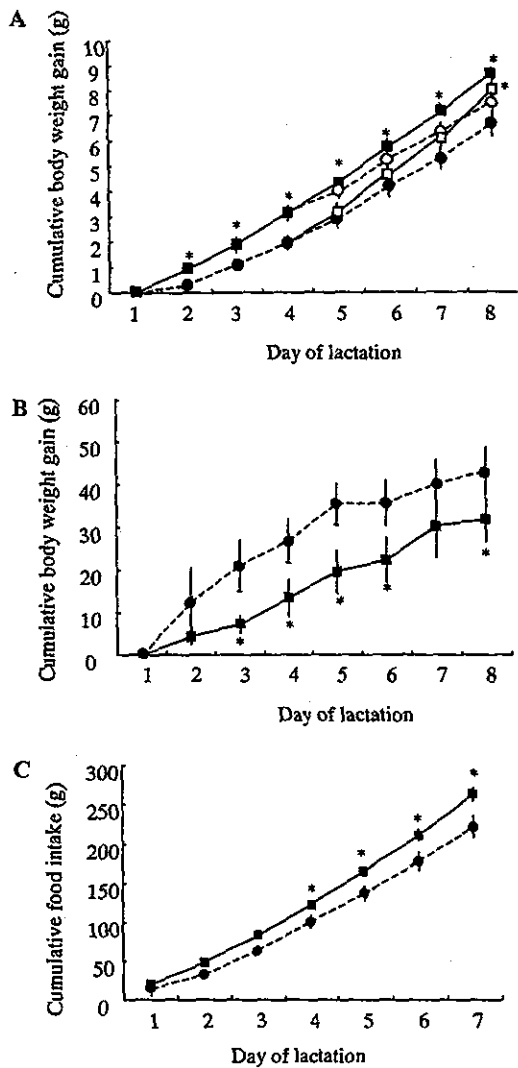 A
Cumulative body weight gain (g)
10
9
8
7
6
5
4
3
2
1
0
* * * * * * * *
1 2 3 4 5 6 7 8
Day of lactation
B
Cumulative body weight gain (g)
60
50
40
30
20
10
0
* * * * *
1 2 3 4 5 6 7 8
Day of lactation
C
Cumulative food intake (g)
300
250
200
150
100
50
0
* * * *
1 2 3 4 5 6 7
Day of lactation